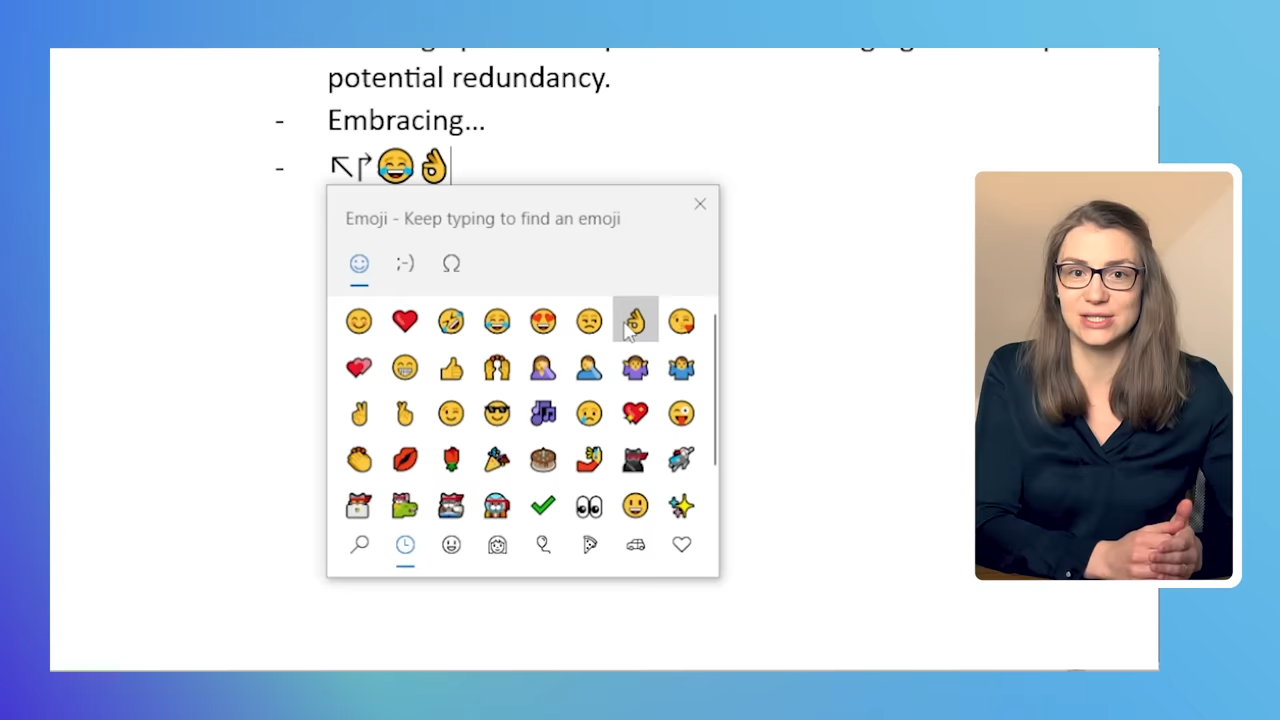 potential redundancy.
- Embracing...
- ↸↱😂👌
Emoji - Keep typing to find an emoji
;-) Ω